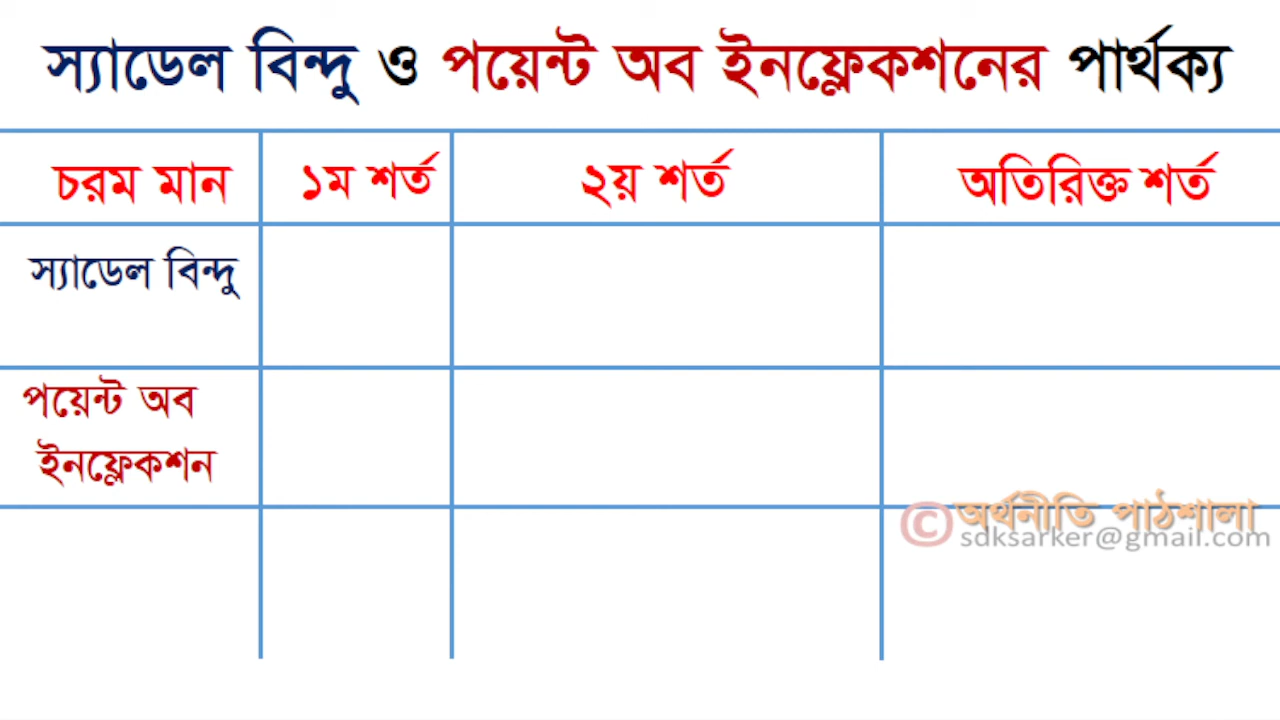 স্যাডেল বিন্দু ও পয়েন্ট অব ইনফ্লেকশনের পার্থক্য
চরম মান ১ম শর্ত ২য় শর্ত অতিরিক্ত শর্ত
স্যাডেল বিন্দু
পয়েন্ট অব
ইনফ্লেকশন
©অর্থনীতি পাঠশালা
sdksarker@gmail.com